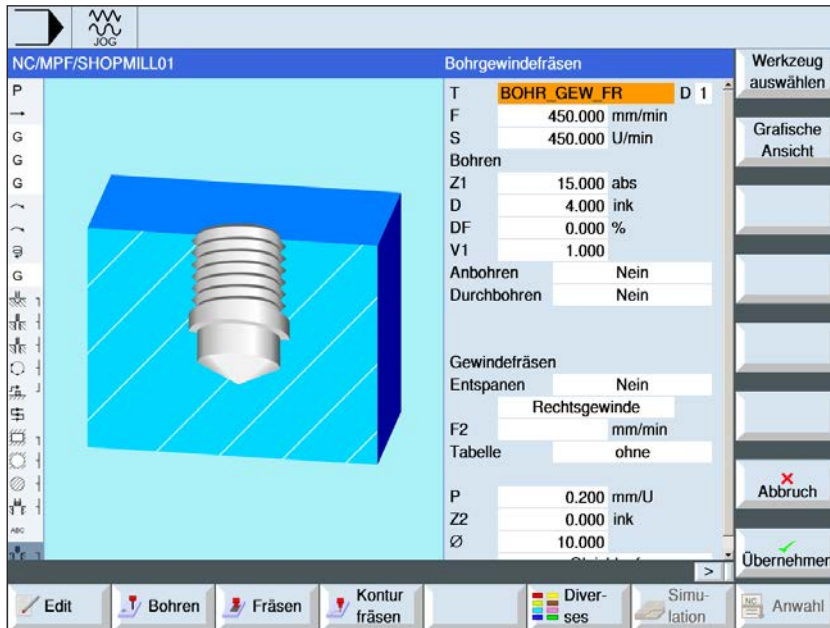 JOG
NC/MPF/SHOPMILL01
Bohrgewindefräsen
T BOHR_GEW_FR D 1
F 450.000 mm/min
S 450.000 U/min
Bohren
Z1 15.000 abs
D 4.000 ink
DF 0.000 %
V1 1.000
Anbohren Nein
Durchbohren Nein
Gewindefräsen
Entspanen Nein
Rechtsgewinde
F2 mm/min
Tabelle ohne
P 0.200 mm/U
Z2 0.000 ink
Ø 10.000
P
G
G
G
G
ABC
Werkzeug
auswählen
Grafische
Ansicht
Abbruch
Übernehmen
>
Edit
Bohren
Fräsen
Kontur
fräsen
Diver-
ses
Simu-
lation
NC
Anwahl